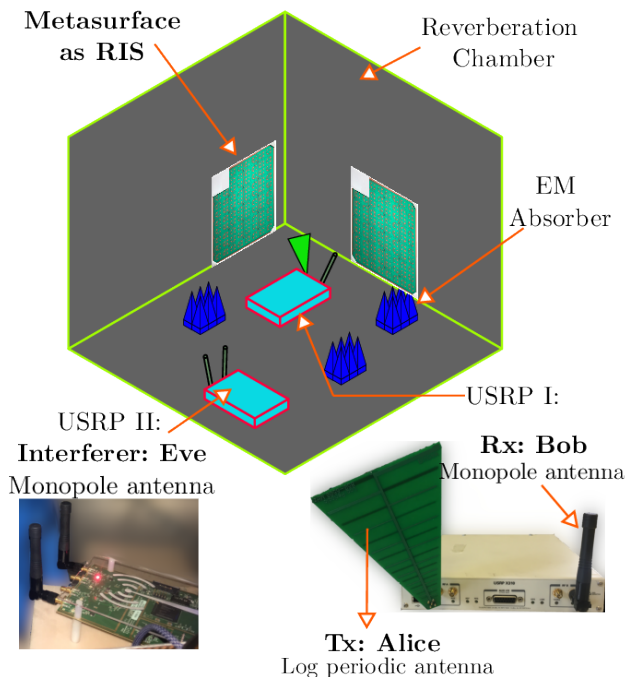 Metasurface
as RIS
Reverberation
Chamber
EM
Absorber
USRP I:
USRP II:
Interferer: Eve
Monopole antenna
Rx: Bob
Monopole antenna
Tx: Alice
Log periodic antenna